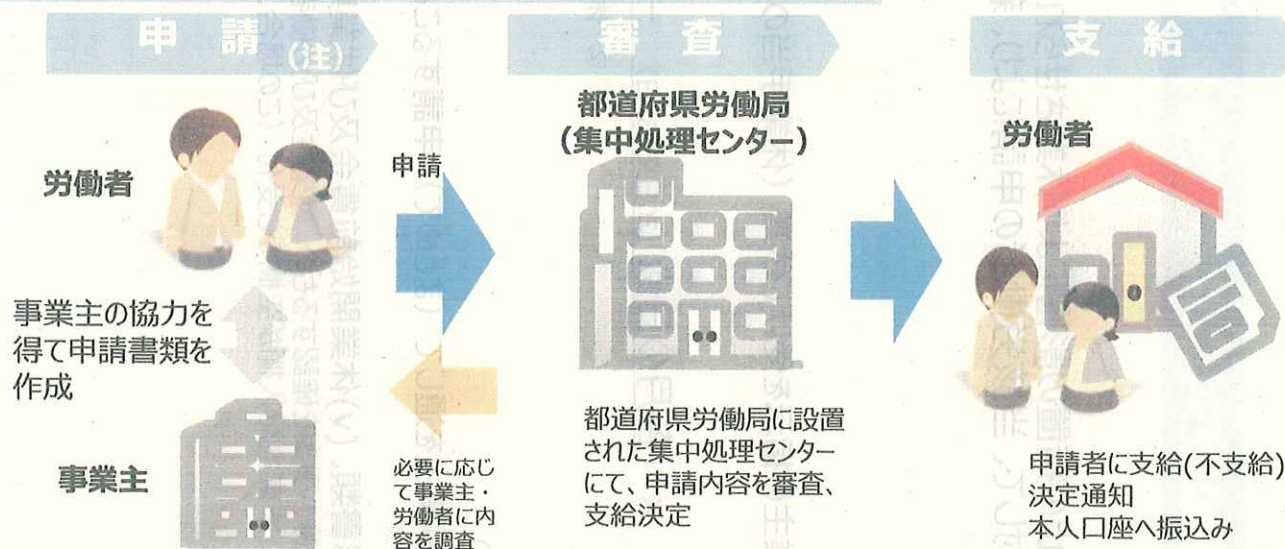 申請(注)
労働者
事業主の協力を
得て申請書類を
作成
事業主
申請
必要に応じ
て事業主・
労働者に内
容を調査
審査
都道府県労働局
(集中処理センター)
都道府県労働局に設置
された集中処理センター
にて、申請内容を審査、
支給決定
支給
労働者
申請者に支給(不支給)
決定通知
本人口座へ振込み